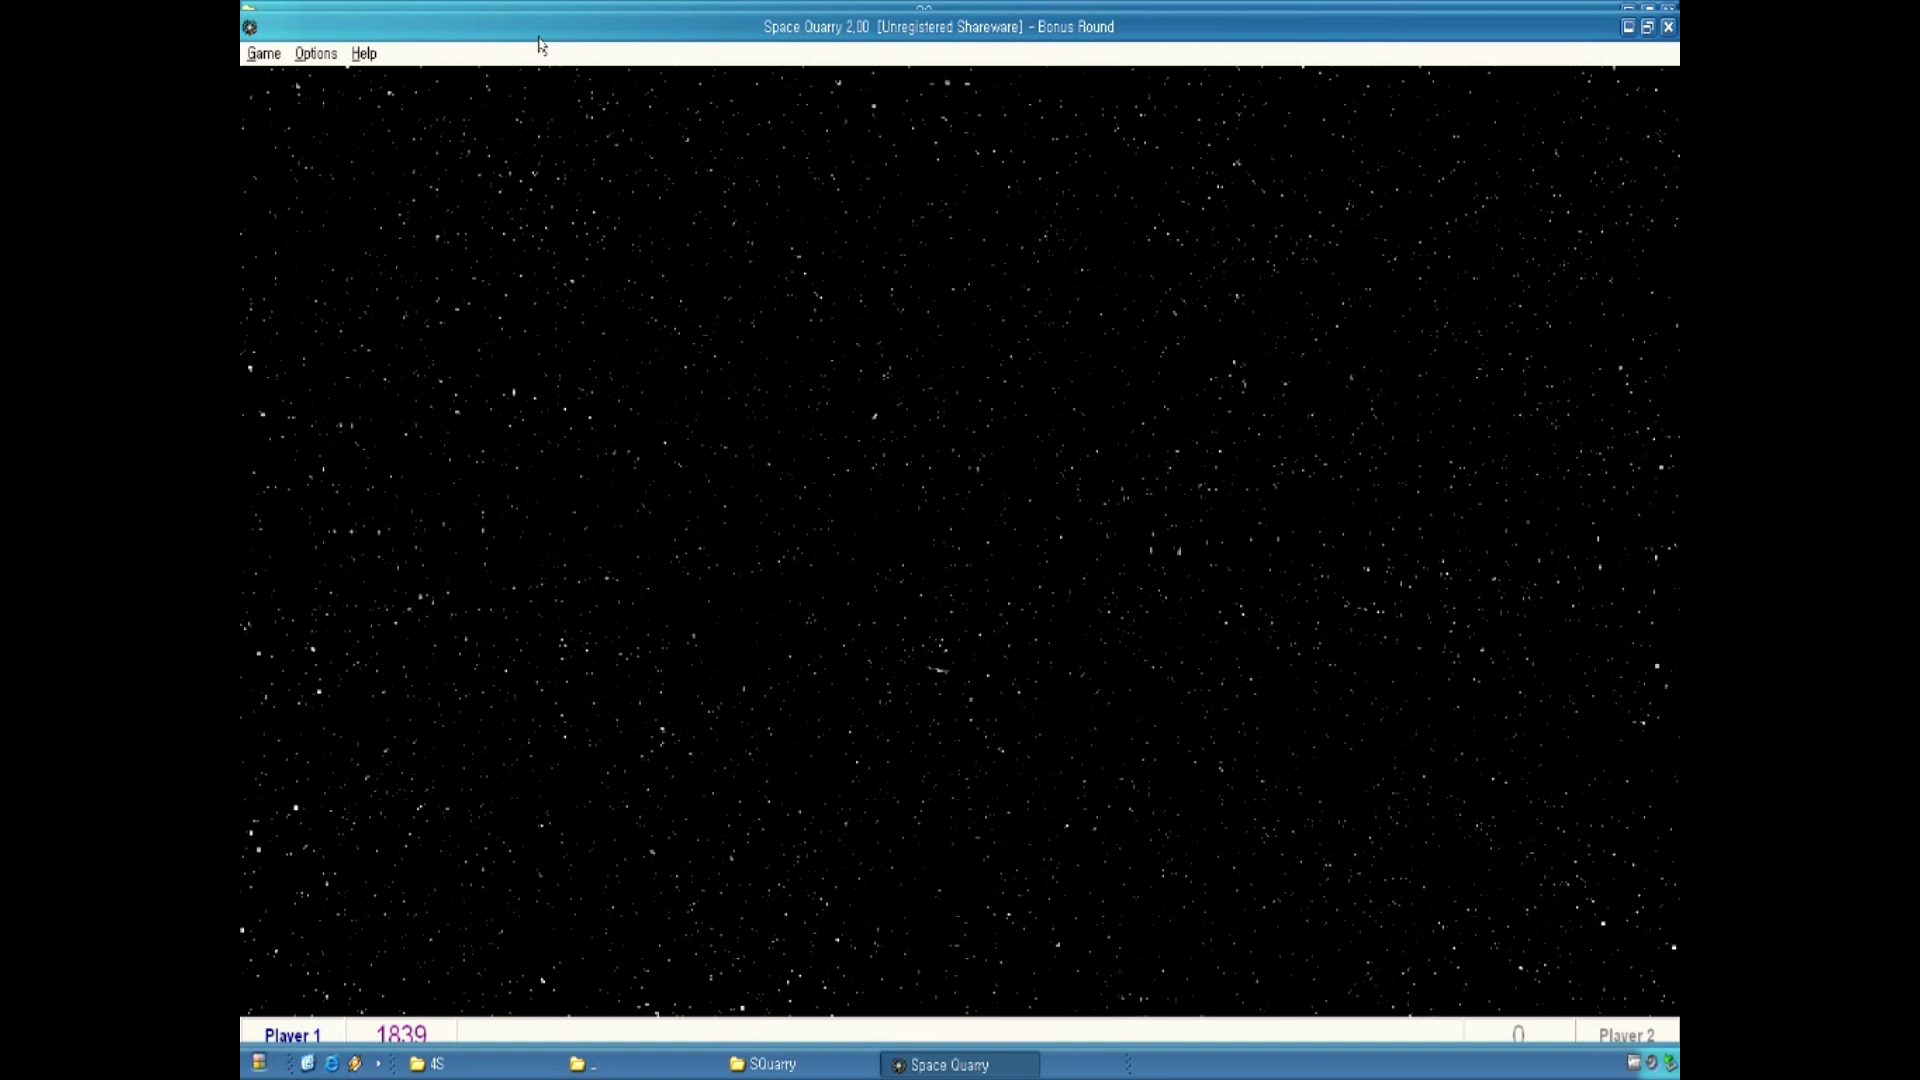 Space Quarry 2.00 [Unregistered Shareware] - Bonus Round
Game Options Help
Player 1 1839 0 Player 2
4S _ SQuarry Space Quarry